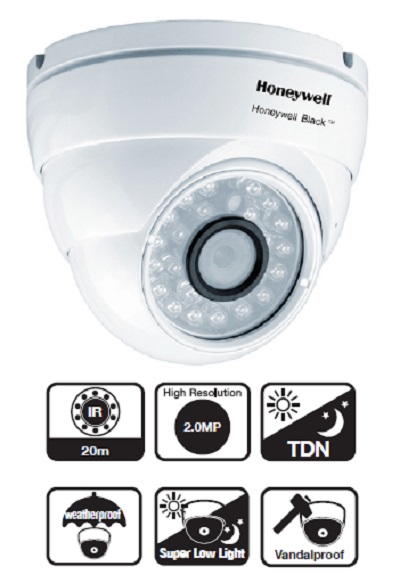 Honeywell
Honeywell Black™
IR
20m
High Resolution
2.0MP
TDN
weatherproof
Super Low Light
Vandalproof